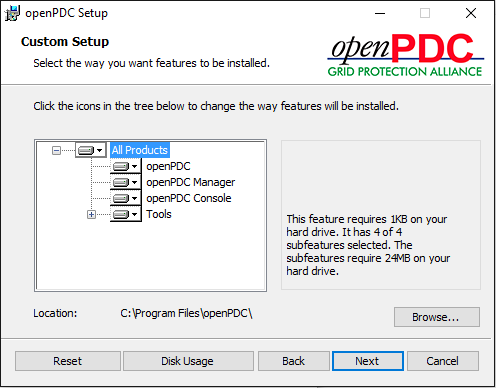 openPDC Setup
Custom Setup
Select the way you want features to be installed.
openPDC
GRID PROTECTION ALLIANCE
Click the icons in the tree below to change the way features will be installed.
All Products
openPDC
openPDC Manager
openPDC Console
Tools
This feature requires 1KB on your
hard drive. It has 4 of 4
subfeatures selected. The
subfeatures require 24MB on your
hard drive.
Location: C:\Program Files\openPDC\
Browse...
Reset Disk Usage Back Next Cancel